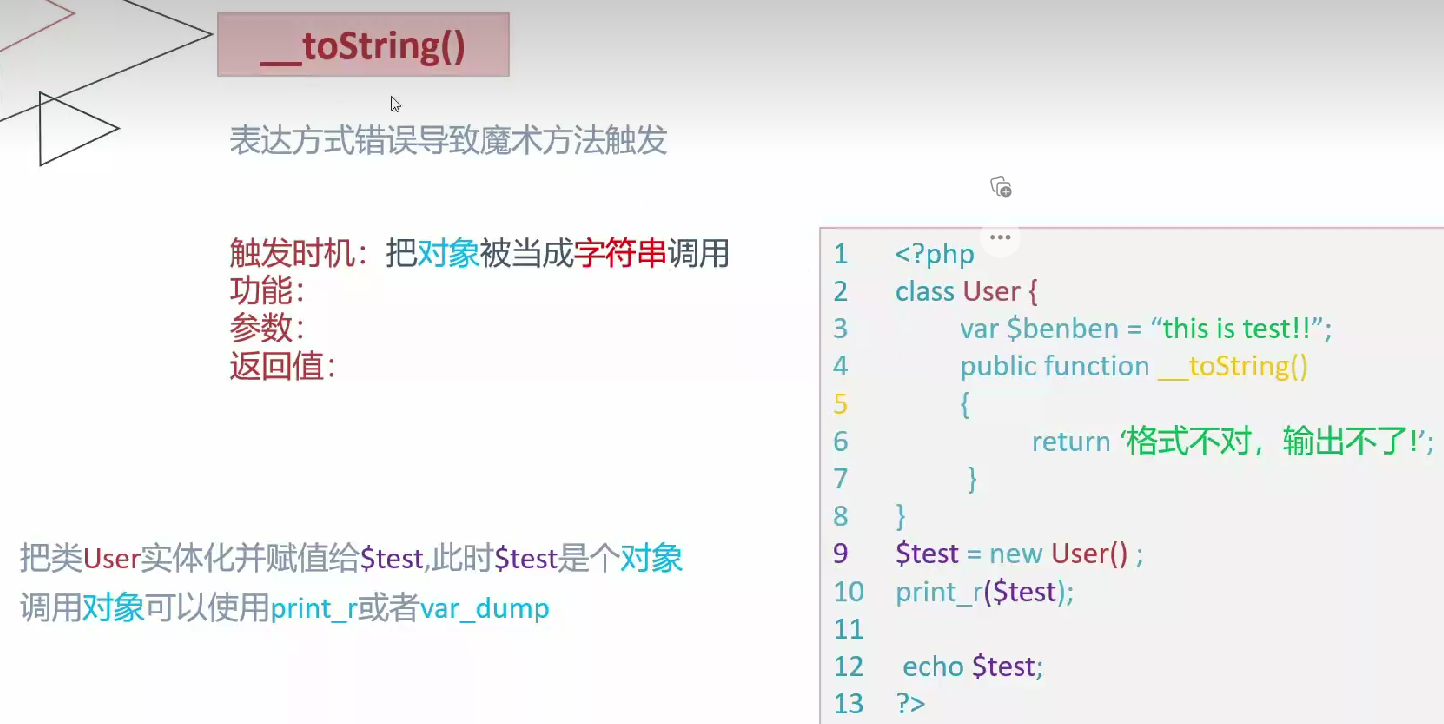 __toString()
表达方式错误导致魔术方法触发
触发时机：把对象被当成字符串调用
功能：
参数：
返回值：
把类User实体化并赋值给$test,此时$test是个对象
调用对象可以使用print_r或者var_dump
1 <?php
2 class User {
3 var $benben = “this is test!!”;
4 public function __toString()
5 {
6 return ‘格式不对，输出不了!’;
7 }
8 }
9 $test = new User() ;
10 print_r($test);
11
12 echo $test;
13 ?>